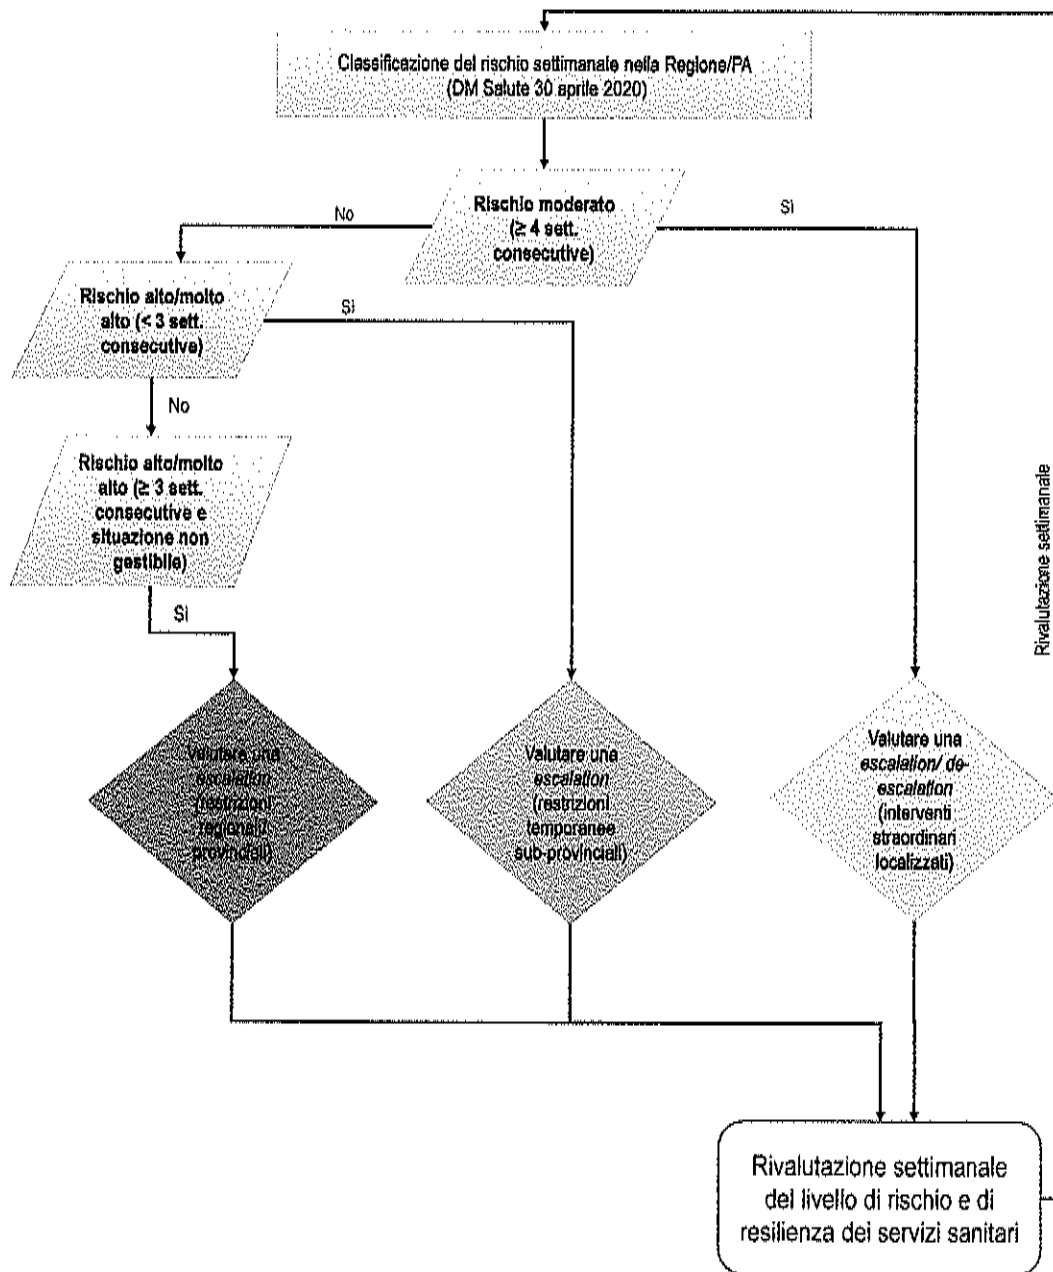 Classificazione del rischio settimanale nella Regione/PA
(DM Salute 30 aprile 2020)
Rischio moderato
(≥ 4 sett.
consecutive)
No
Sì
Rischio alto/molto
alto (< 3 sett.
consecutive)
Sì
No
Rischio alto/molto
alto (≥ 3 sett.
consecutive e
situazione non
gestibile)
Sì
Valutare una
escalation
(restrizioni
regionali/
provinciali)
Valutare una
escalation
(restrizioni
temporanee
sub-provinciali)
Valutare una
escalation/ de-
escalation
(interventi
straordinari
localizzati)
Rivalutazione settimanale
Rivalutazione settimanale
del livello di rischio e di
resilienza dei servizi sanitari